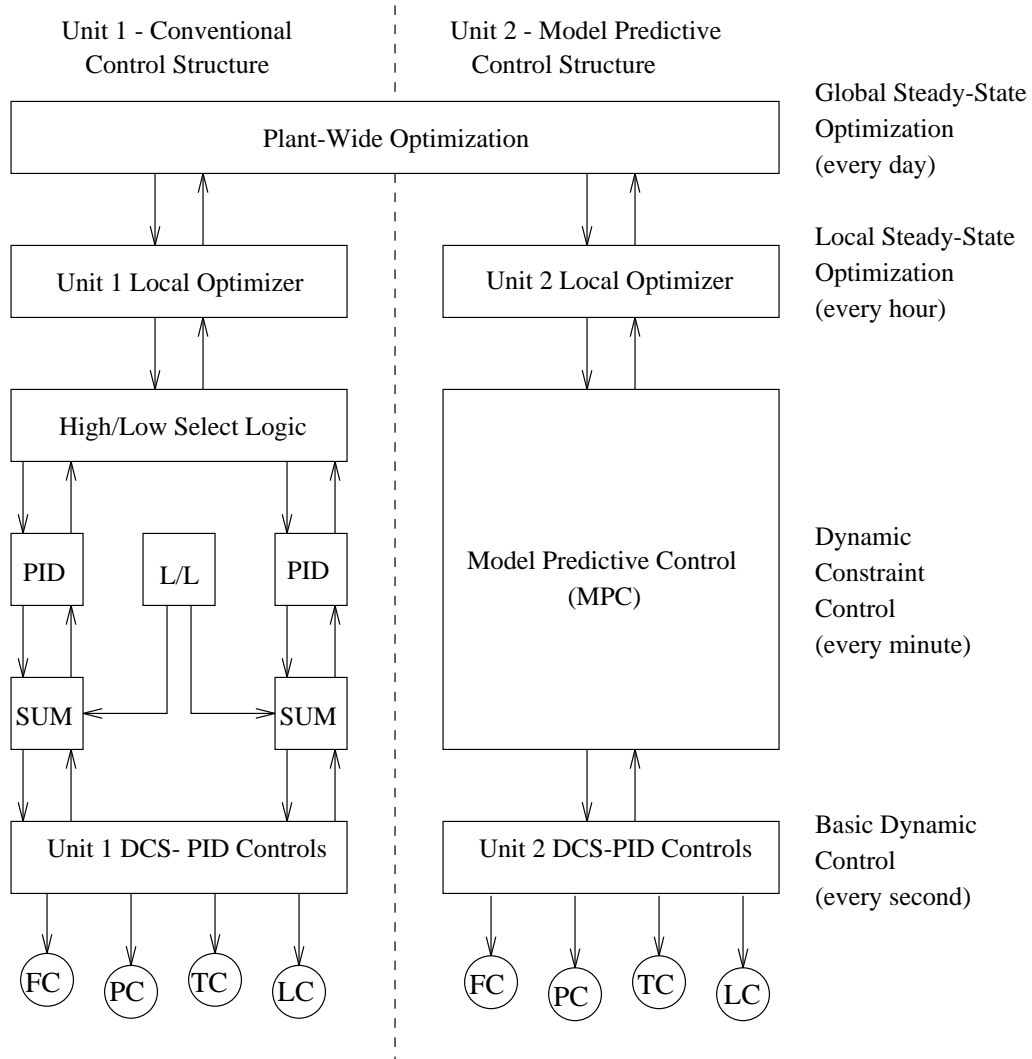 Unit 1 - Conventional
Control Structure
Unit 2 - Model Predictive
Control Structure
Global Steady-State
Optimization
(every day)
Plant-Wide Optimization
Local Steady-State
Optimization
(every hour)
Unit 1 Local Optimizer
Unit 2 Local Optimizer
High/Low Select Logic
PID
L/L
PID
Model Predictive Control
(MPC)
Dynamic
Constraint
Control
(every minute)
SUM
SUM
Unit 1 DCS- PID Controls
Unit 2 DCS-PID Controls
Basic Dynamic
Control
(every second)
FC
PC
TC
LC
FC
PC
TC
LC